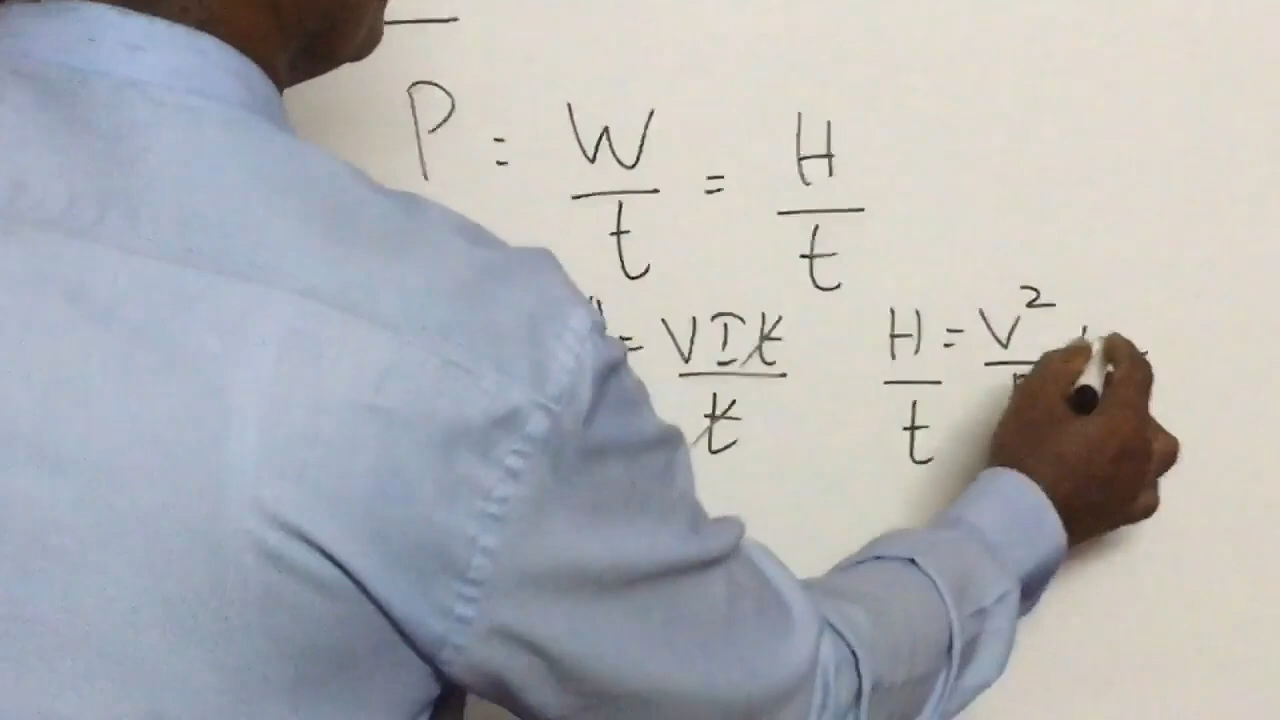 P = W/t = H/t
= VIt/t H/t = V²